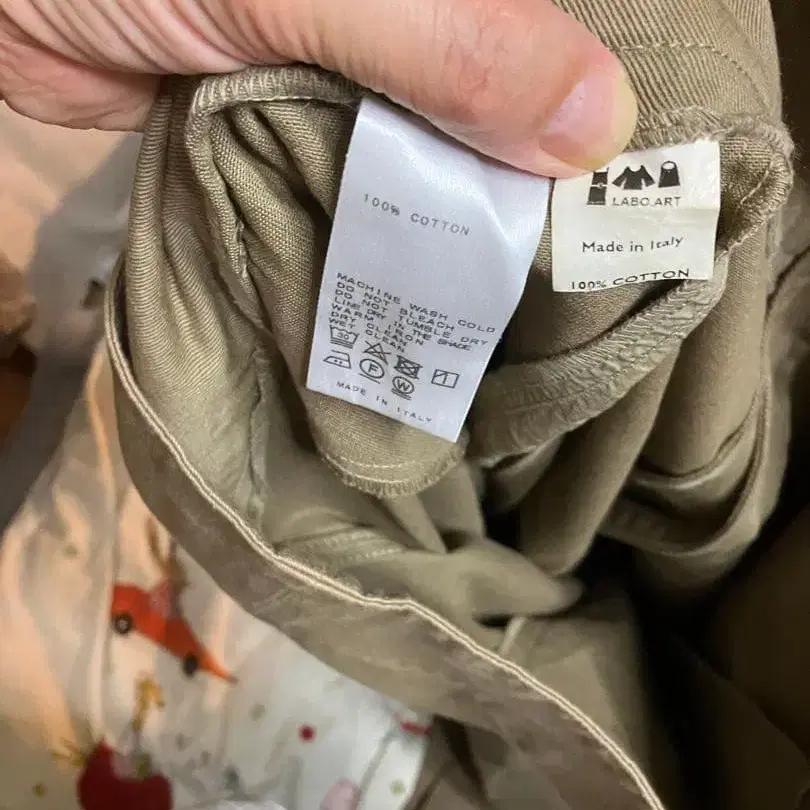 100% COTTON
MACHINE WASH COLD
DO NOT BLEACH
DO NOT TUMBLE DRY
LINE DRY IN THE SHADE
WARM IRON
DRY CLEAN
WET CLEAN
30
F
W
MADE IN ITALY
LABO.ART
Made in Italy
100% COTTON